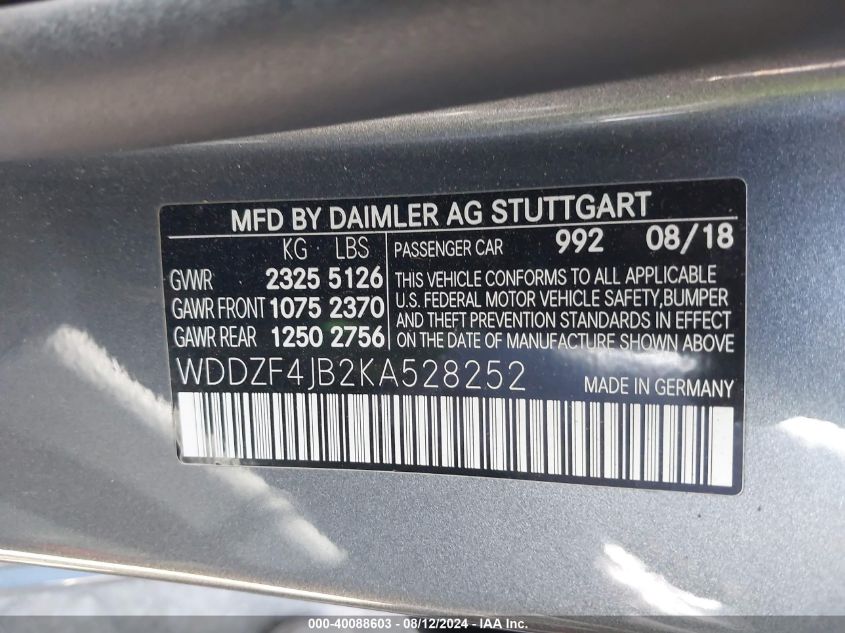 MFD BY DAIMLER AG STUTTGART
KG LBS
GVWR 2325 5126
GAWR FRONT 1075 2370
GAWR REAR 1250 2756
PASSENGER CAR 992 08/18
THIS VEHICLE CONFORMS TO ALL APPLICABLE
U.S. FEDERAL MOTOR VEHICLE SAFETY,BUMPER
AND THEFT PREVENTION STANDARDS IN EFFECT
ON THE DATE OF MANUFACTURE SHOWN ABOVE
WDDZF4JB2KA528252
MADE IN GERMANY
000-40088603 - 08/12/2024 - IAA Inc.